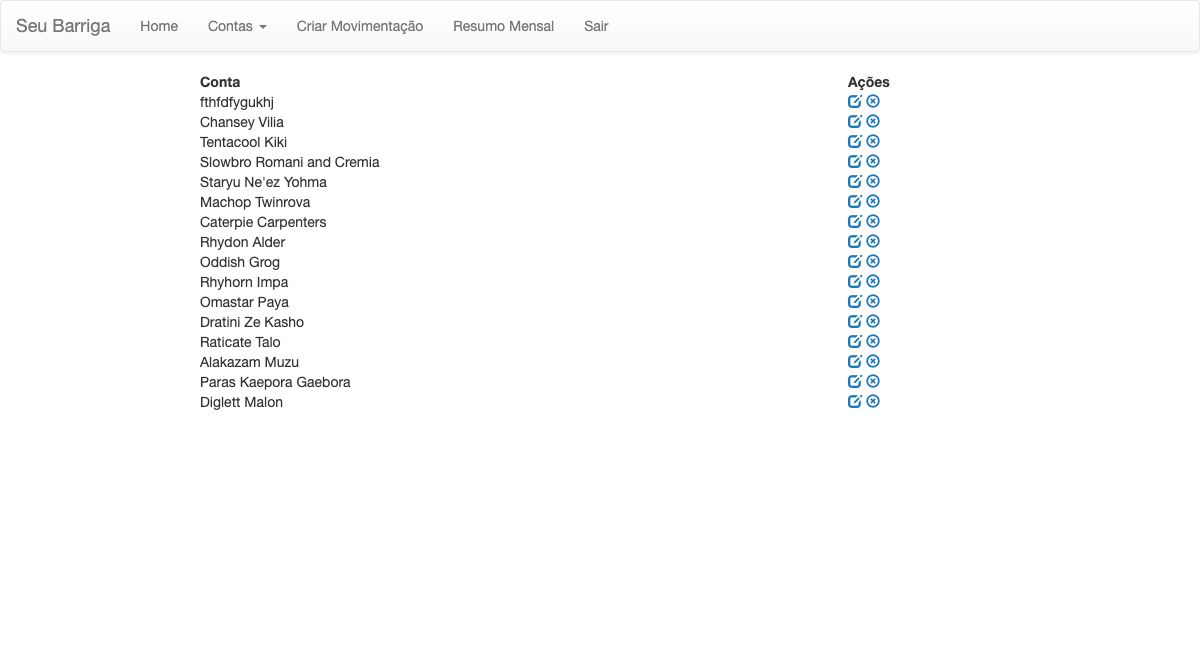 Seu Barriga Home Contas Criar Movimentação Resumo Mensal Sair
Conta Ações
fthfdfygukhj
Chansey Vilia
Tentacool Kiki
Slowbro Romani and Cremia
Staryu Ne'ez Yohma
Machop Twinrova
Caterpie Carpenters
Rhydon Alder
Oddish Grog
Rhyhorn Impa
Omastar Paya
Dratini Ze Kasho
Raticate Talo
Alakazam Muzu
Paras Kaepora Gaebora
Diglett Malon